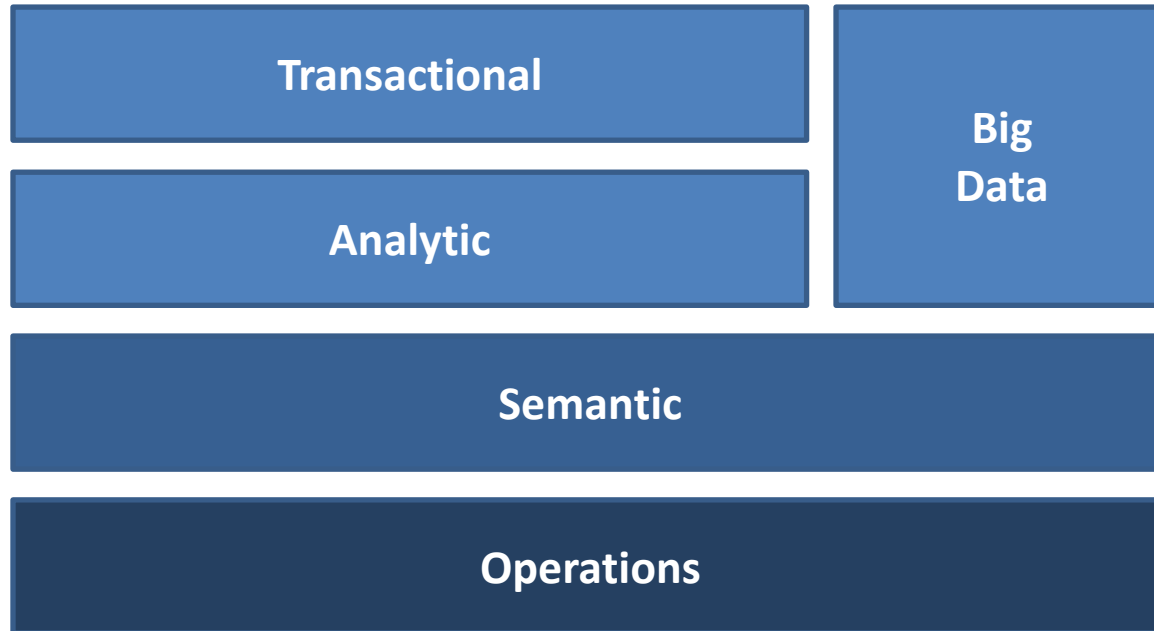 Transactional
Big
Data
Analytic
Semantic
Operations